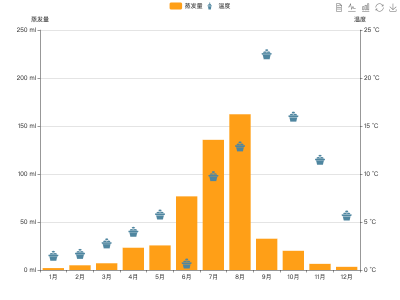 蒸发量 温度
蒸发量 温度
250 ml 25 °C
200 ml 20 °C
150 ml 15 °C
100 ml 10 °C
50 ml 5 °C
0 ml 0 °C
1月 2月 3月 4月 5月 6月 7月 8月 9月 10月 11月 12月